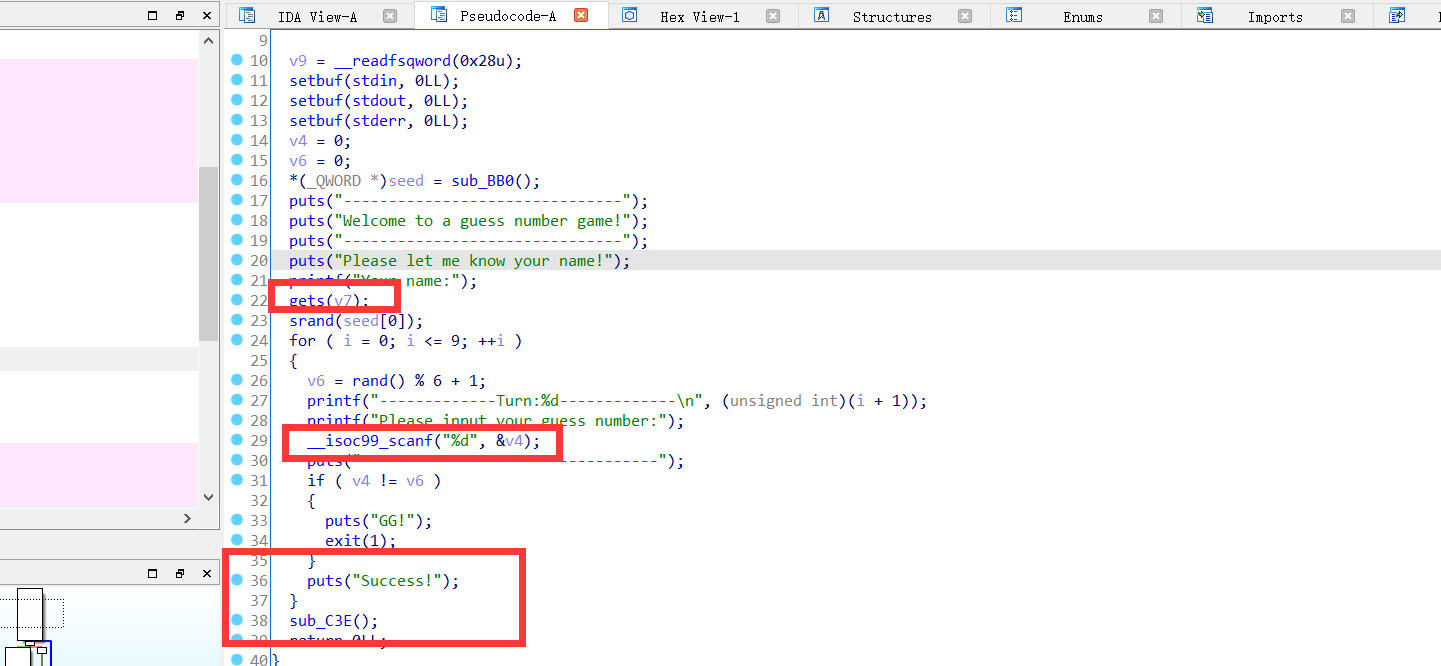 IDA View-A Pseudocode-A Hex View-1 Structures Enums Imports
9
10 v9 = __readfsqword(0x28u);
11 setbuf(stdin, 0LL);
12 setbuf(stdout, 0LL);
13 setbuf(stderr, 0LL);
14 v4 = 0;
15 v6 = 0;
16 *(_QWORD *)seed = sub_BB0();
17 puts("-------------------------------");
18 puts("Welcome to a guess number game!");
19 puts("-------------------------------");
20 puts("Please let me know your name!");
21 printf("Your name:");
22 gets(v7);
23 srand(seed[0]);
24 for ( i = 0; i <= 9; ++i )
25 {
26 v6 = rand() % 6 + 1;
27 printf("-------------Turn:%d-------------\n", (unsigned int)(i + 1));
28 printf("Please input your guess number:");
29 __isoc99_scanf("%d", &v4);
30 puts("---------------------------------");
31 if ( v4 != v6 )
32 {
33 puts("GG!");
34 exit(1);
35 }
36 puts("Success!");
37 }
38 sub_C3E();
39 return 0LL;
40 }